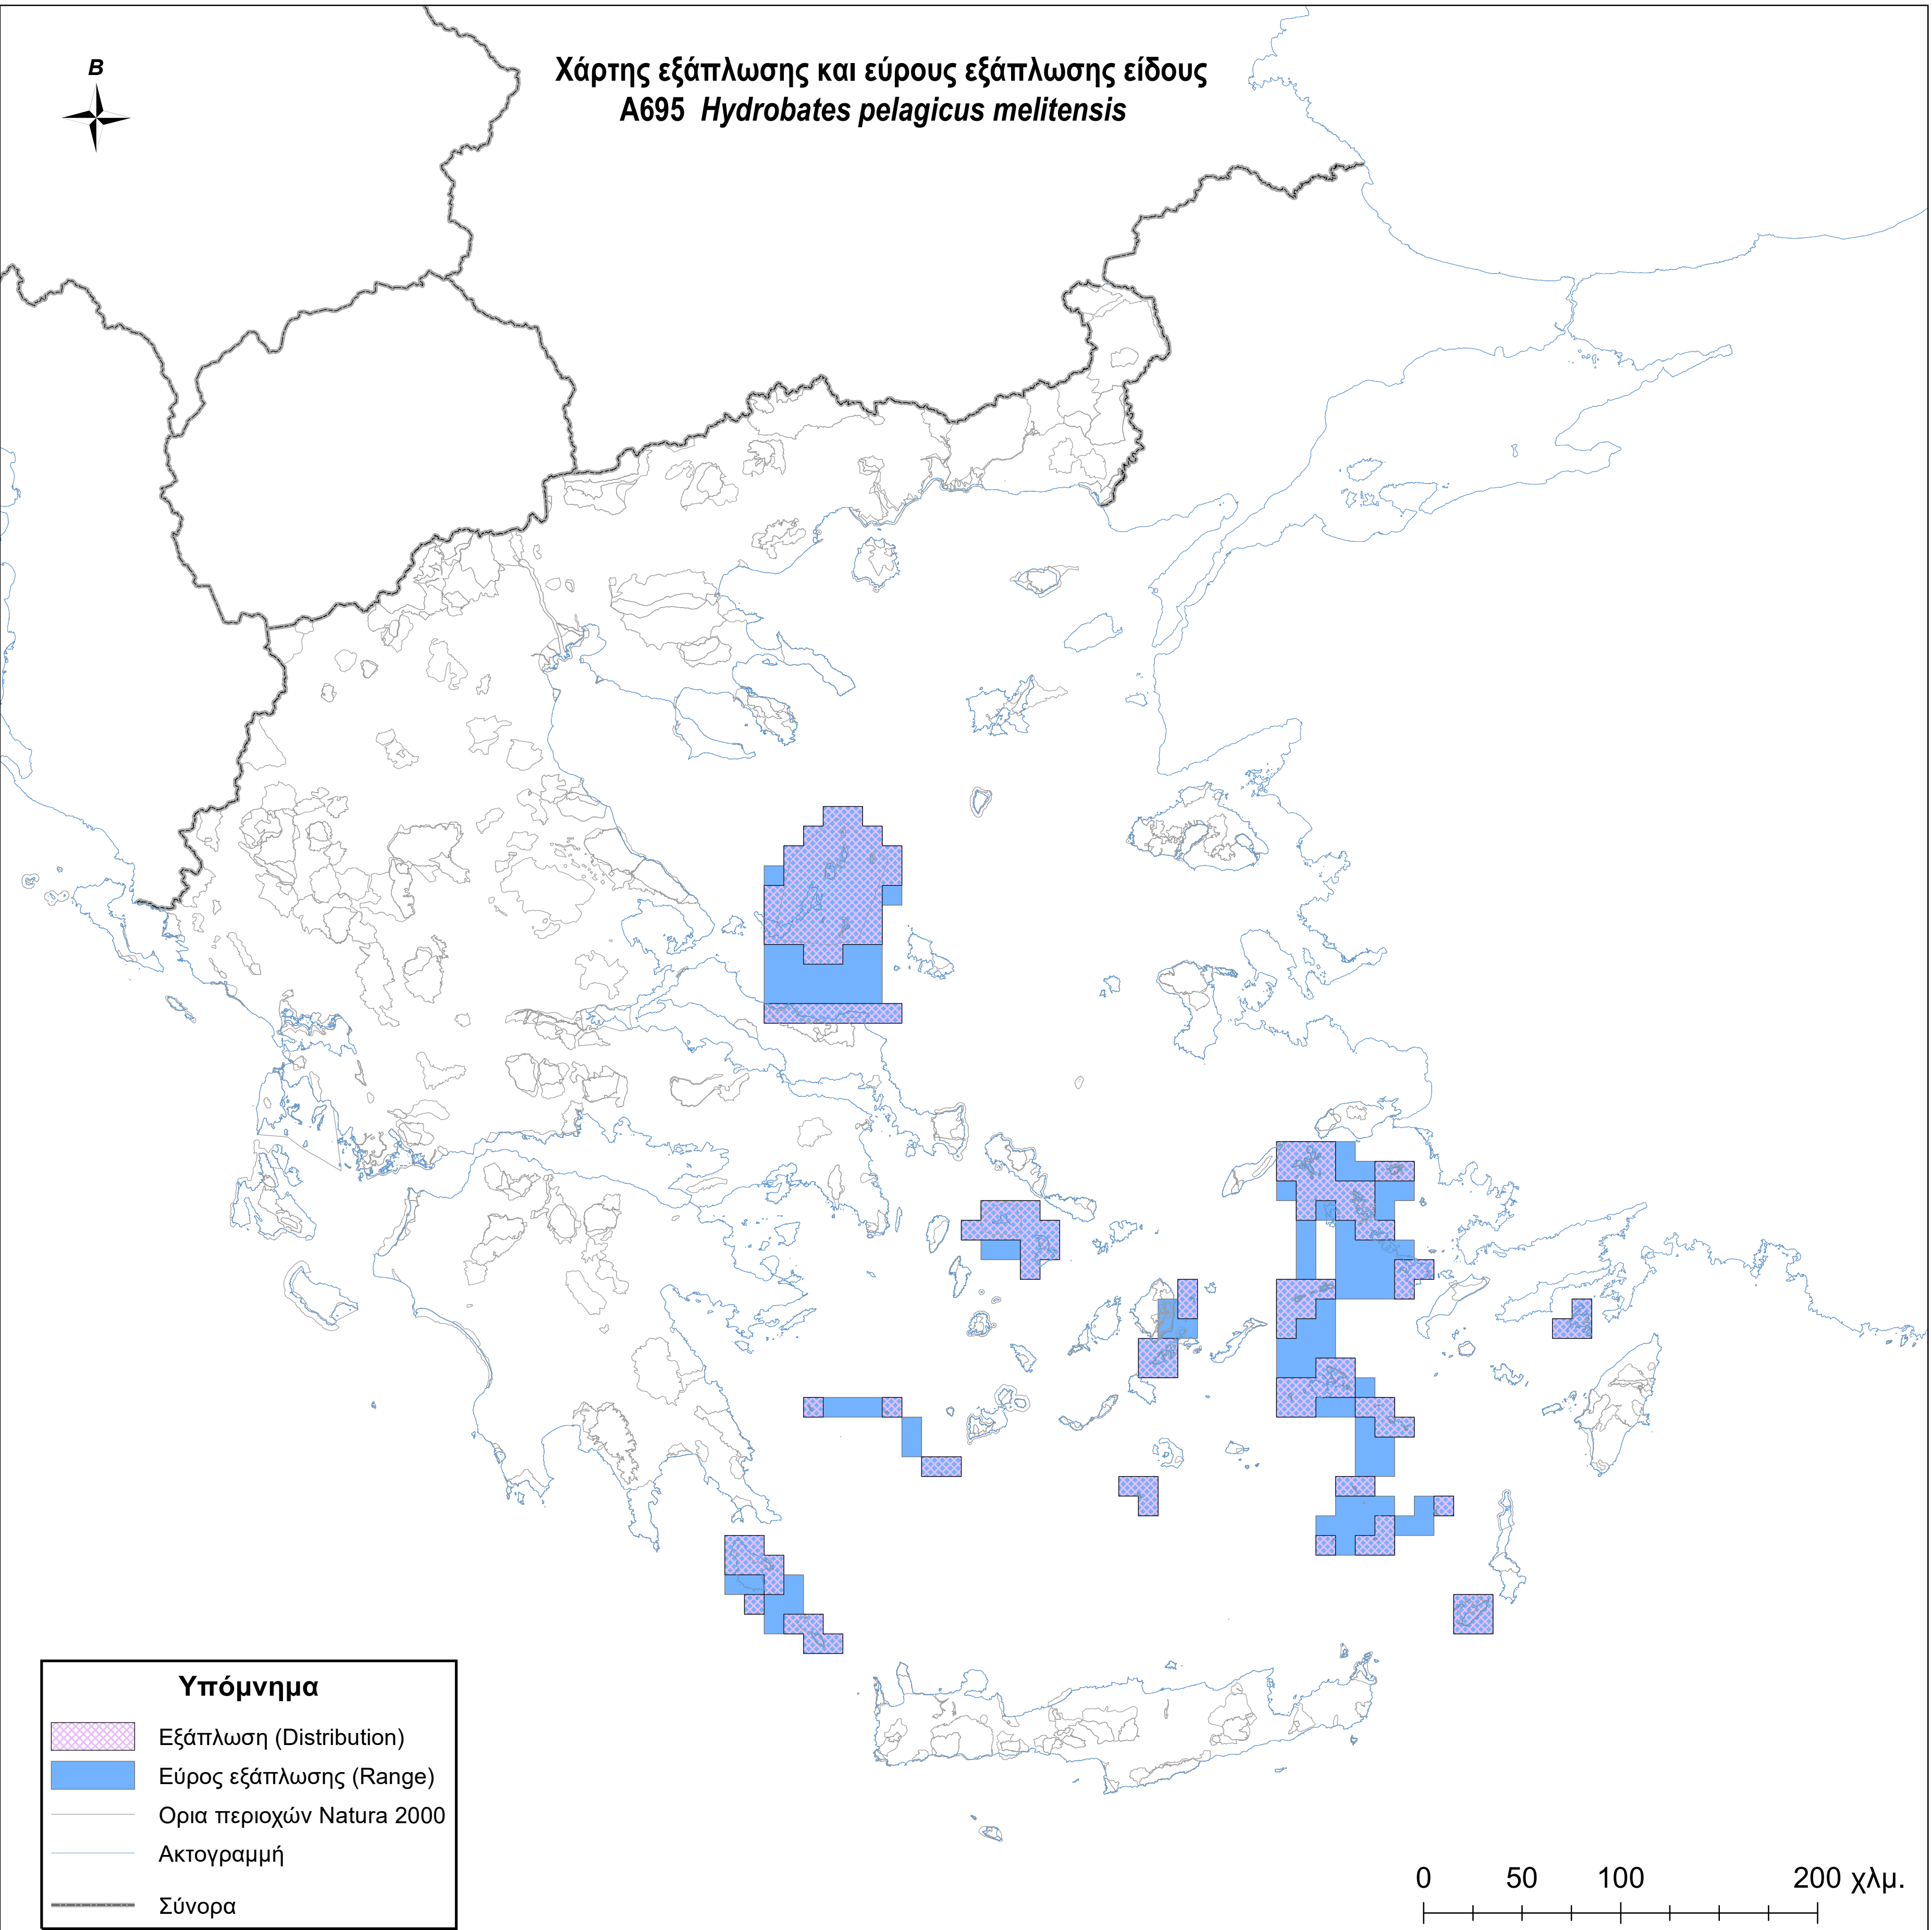 B
Χάρτης εξάπλωσης και εύρους εξάπλωσης είδους
A695 Hydrobates pelagicus melitensis
Υπόμνημα
Εξάπλωση (Distribution)
Εύρος εξάπλωσης (Range)
Ορια περιοχών Natura 2000
Ακτογραμμή
Σύνορα
0 50 100 200 χλμ.